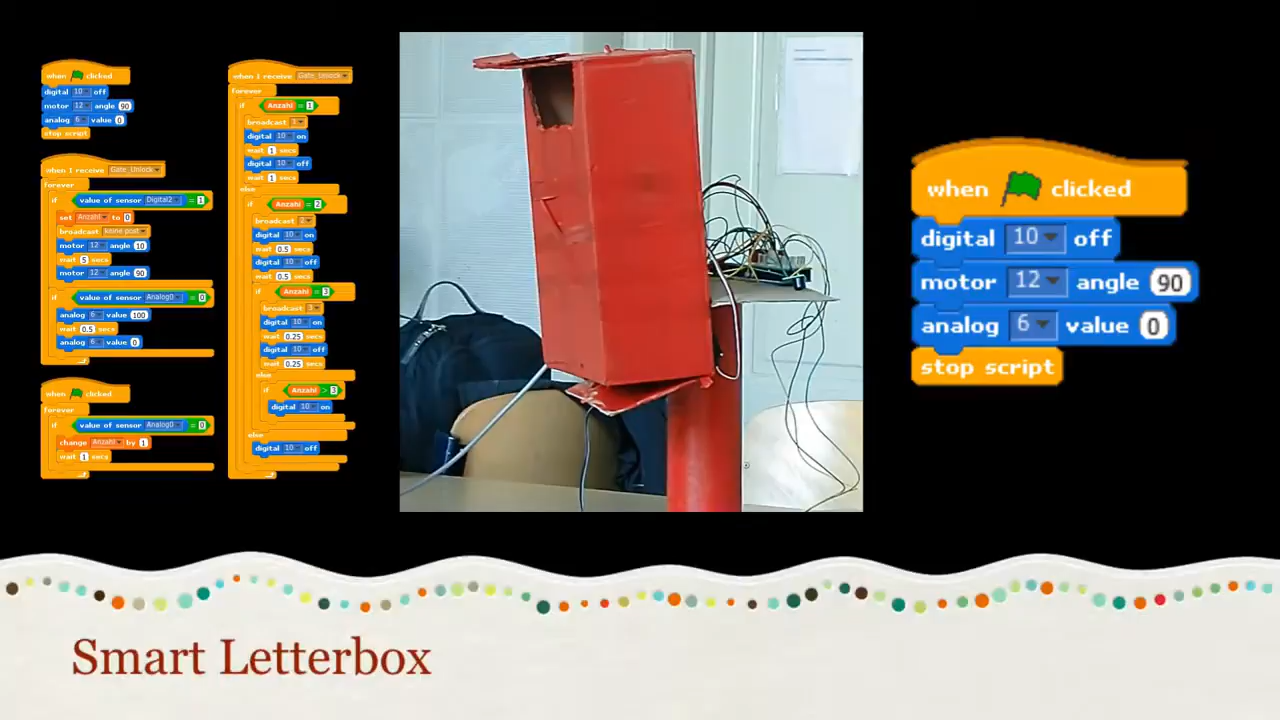 when clicked
digital 10 off
motor 12 angle 90
analog 6 value 0
stop script
when I receive Gate_Unlock
forever
if value of sensor Digital2 = 1
set Anzahl to 0
broadcast keine post
motor 12 angle 10
wait 5 secs
motor 12 angle 90
if value of sensor Analog0 = 0
analog 6 value 100
wait 0.5 secs
analog 6 value 0
when clicked
forever
if value of sensor Analog0 = 0
change Anzahl by 1
wait 1 secs
when I receive Gate_Unlock
forever
if Anzahl = 1
broadcast 1
digital 10 on
wait 1 secs
digital 10 off
wait 1 secs
else
if Anzahl = 2
broadcast 2
digital 10 on
wait 0.5 secs
digital 10 off
wait 0.5 secs
if Anzahl = 3
broadcast 3
digital 10 on
wait 0.25 secs
digital 10 off
wait 0.25 secs
else
if Anzahl > 3
digital 10 on
else
digital 10 off
when clicked
digital 10 off
motor 12 angle 90
analog 6 value 0
stop script
Smart Letterbox